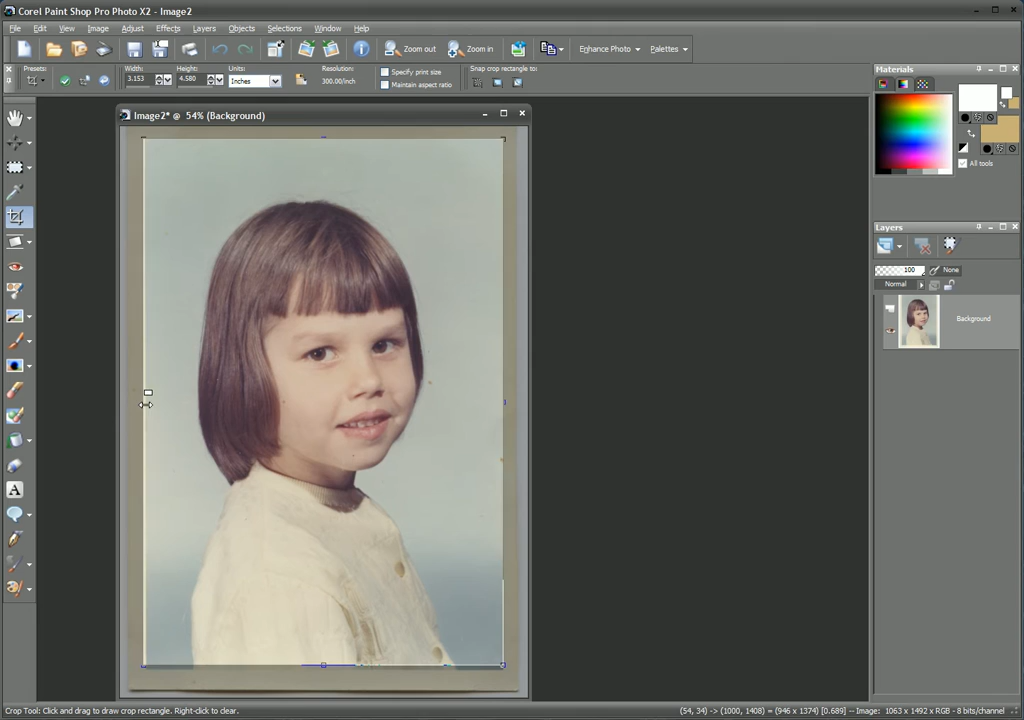 Corel Paint Shop Pro Photo X2 - Image2
File Edit View Image Adjust Effects Layers Objects Selections Window Help
Zoom out Zoom in Enhance Photo Palettes
Presets: Width: Height: Units: Resolution: Specify print size Snap crop rectangle to:
3.153 4.580 Inches 300.00/inch Maintain aspect ratio
Materials
All tools
Image2* @ 54% (Background)
Layers
100 None
Normal
Background
A
Crop Tool: Click and drag to draw crop rectangle. Right-click to clear.
(54, 34) -> (1000, 1408) = (946 x 1374) [0.689] -- Image: 1063 x 1492 x RGB - 8 bits/channel